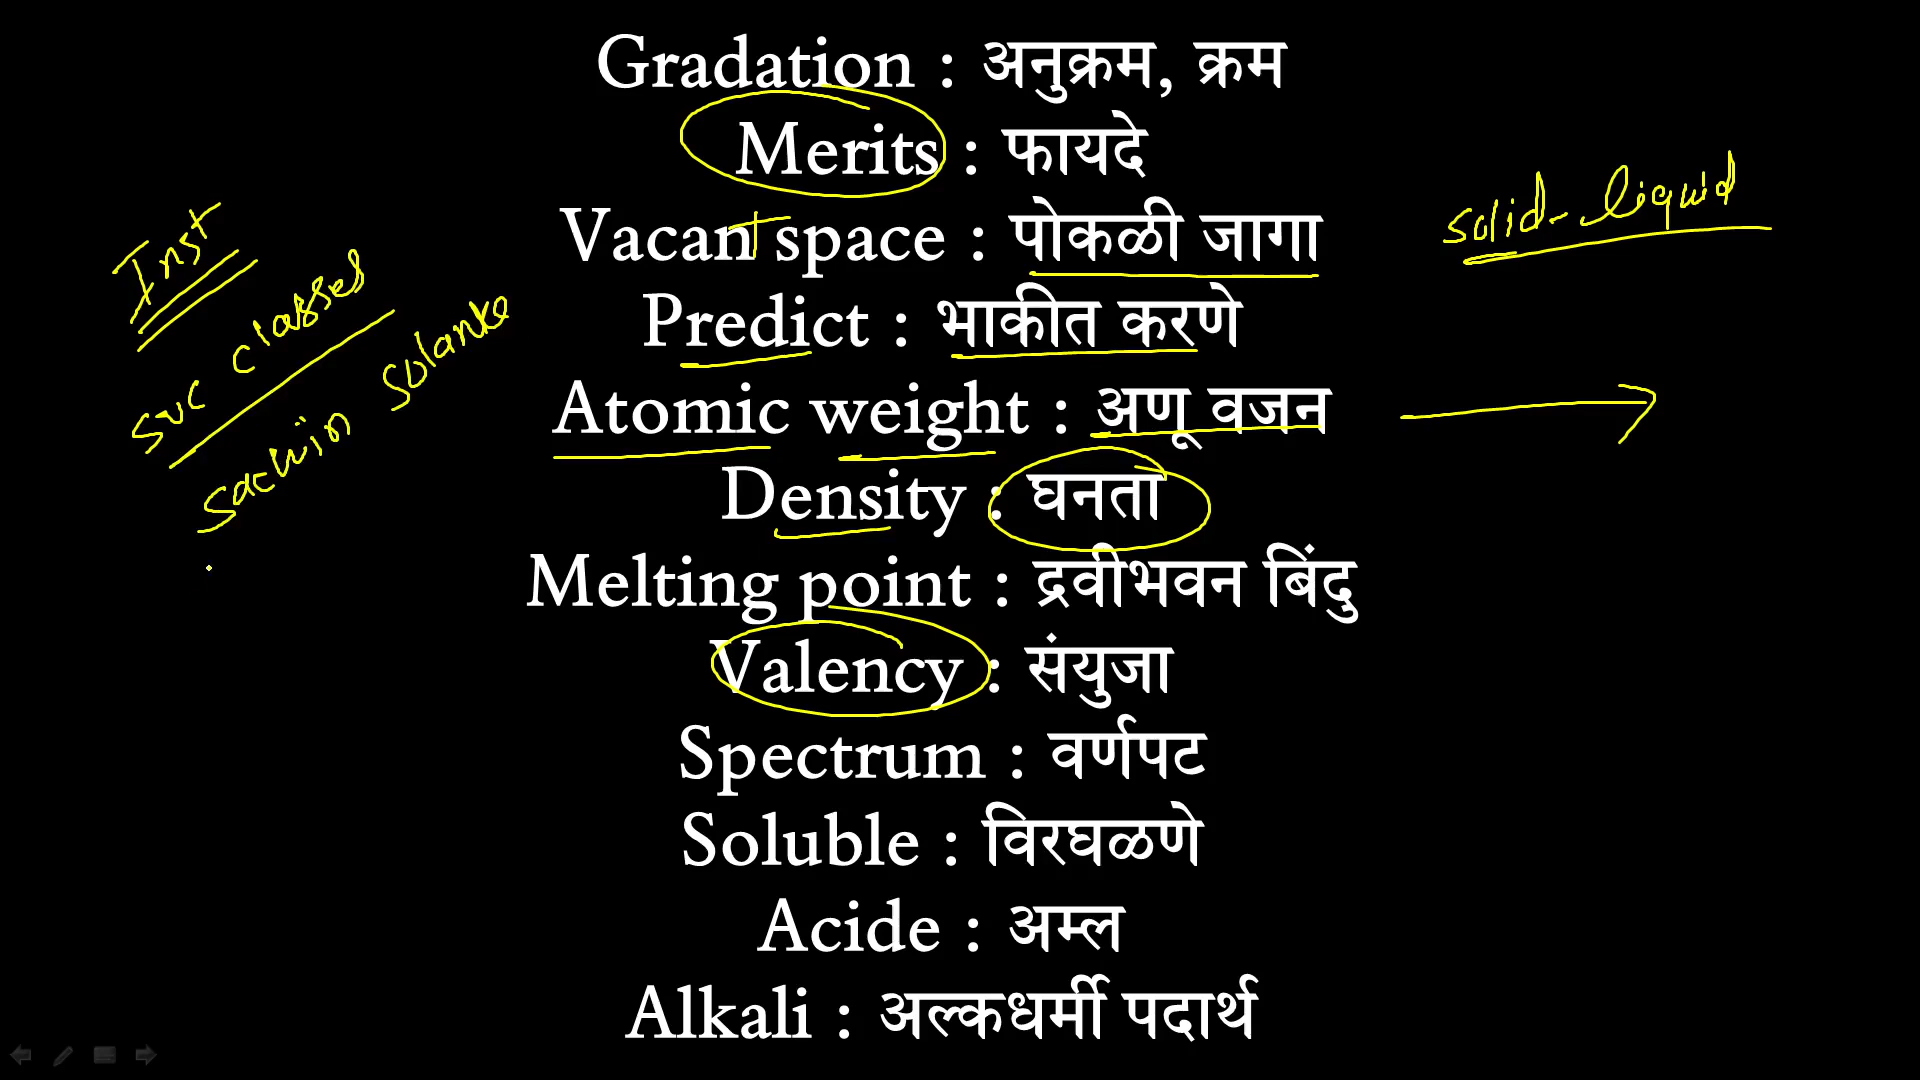 Gradation : अनुक्रम, क्रम
Merits : फायदे
Vacant space : पोकळी जागा
Predict : भाकीत करणे
Atomic weight : अणू वजन
Density : घनता
Melting point : द्रवीभवन बिंदु
Valency : संयुजा
Spectrum : वर्णपट
Soluble : विरघळणे
Acide : अम्ल
Alkali : अल्कधर्मी पदार्थ
Inst
suc classes
sachin solanke
solid-liquid